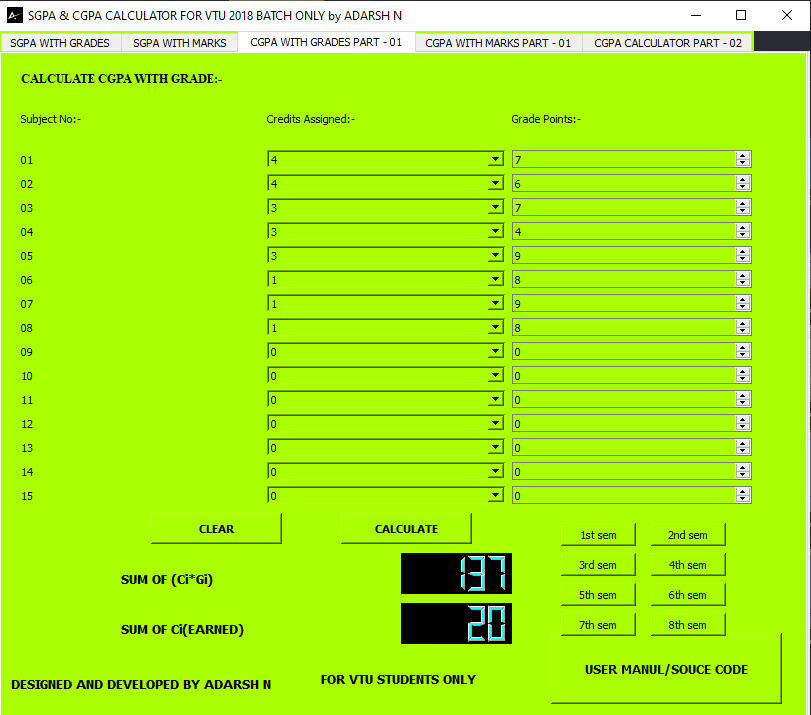 SGPA & CGPA CALCULATOR FOR VTU 2018 BATCH ONLY by ADARSH N
SGPA WITH GRADES SGPA WITH MARKS CGPA WITH GRADES PART - 01 CGPA WITH MARKS PART - 01 CGPA CALCULATOR PART - 02
CALCULATE CGPA WITH GRADE:-
Subject No:- Credits Assigned:- Grade Points:-
01 4 7
02 4 6
03 3 7
04 3 4
05 3 9
06 1 8
07 1 9
08 1 8
09 0 0
10 0 0
11 0 0
12 0 0
13 0 0
14 0 0
15 0 0
CLEAR CALCULATE
1st sem 2nd sem
3rd sem 4th sem
5th sem 6th sem
7th sem 8th sem
SUM OF (Ci*Gi) 137
SUM OF Ci(EARNED) 20
USER MANUL/SOUCE CODE
DESIGNED AND DEVELOPED BY ADARSH N FOR VTU STUDENTS ONLY